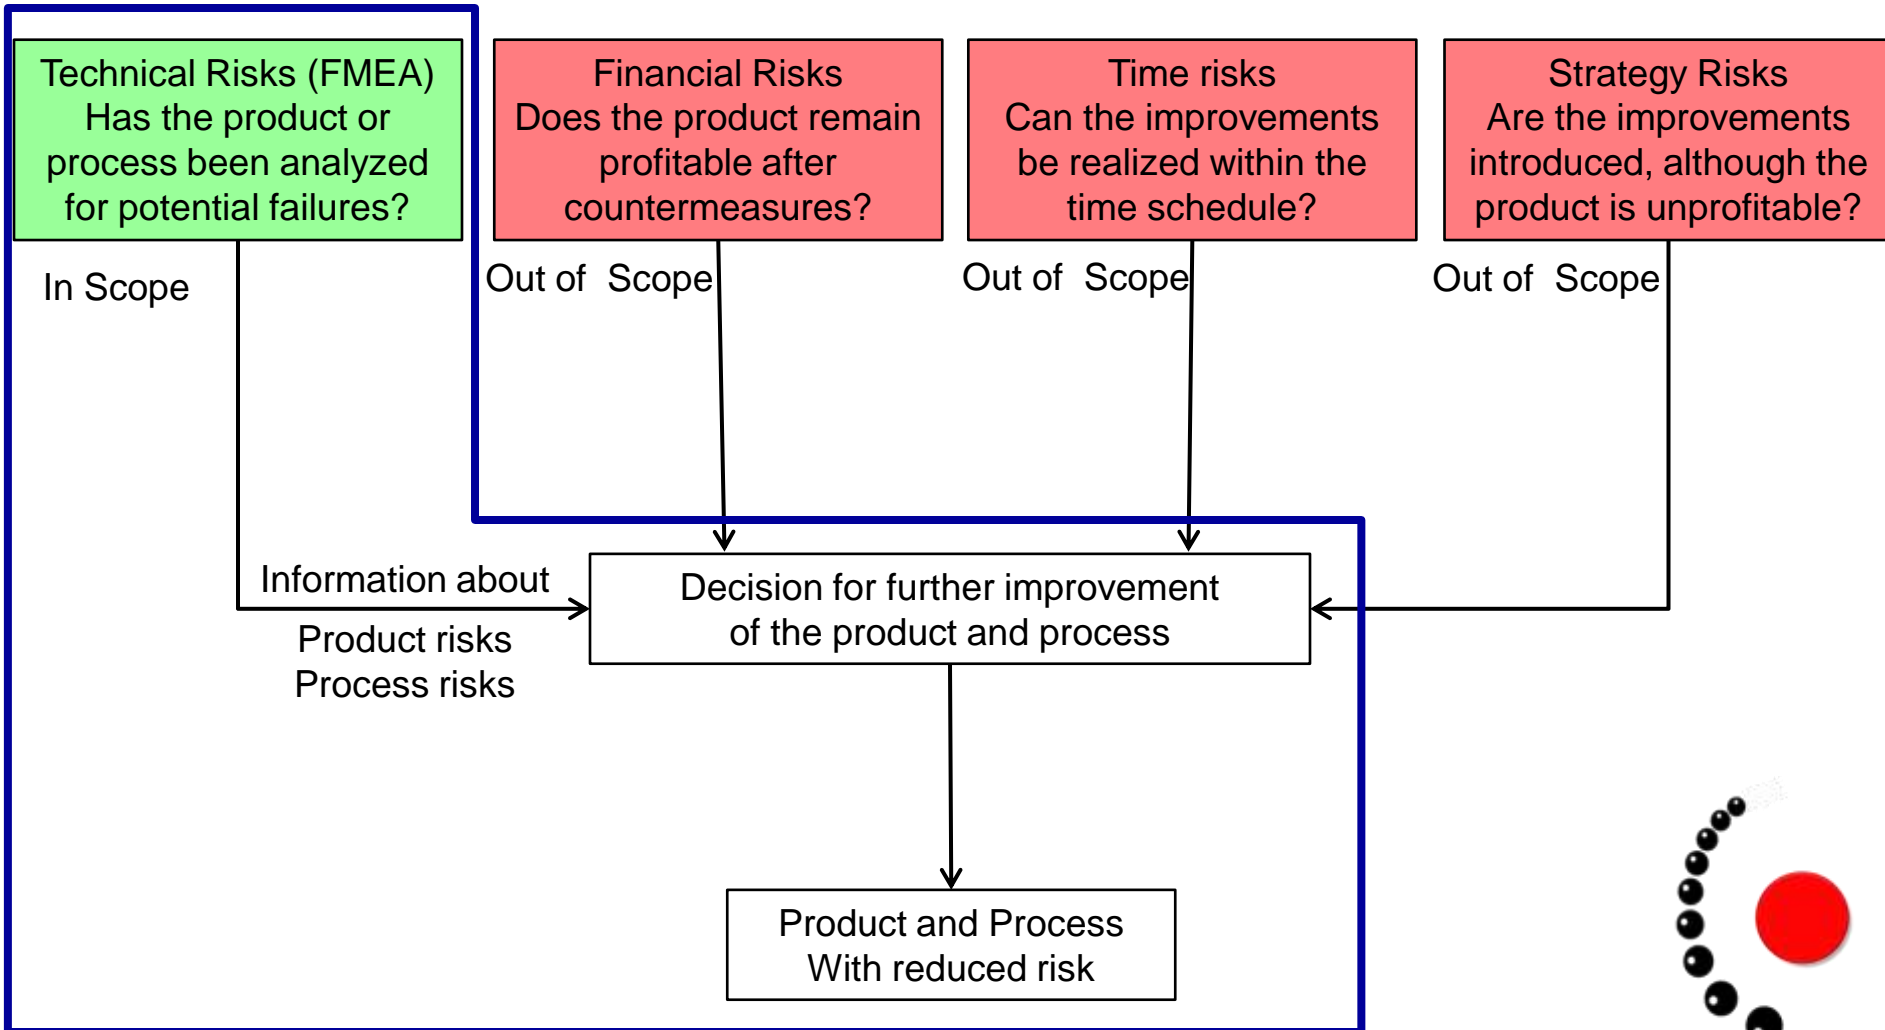 Technical Risks (FMEA)
Has the product or
process been analyzed
for potential failures?
Financial Risks
Does the product remain
profitable after
countermeasures?
Time risks
Can the improvements
be realized within the
time schedule?
Strategy Risks
Are the improvements
introduced, although the
product is unprofitable?
In Scope
Out of Scope
Out of Scope
Out of Scope
Information about
Product risks
Process risks
Decision for further improvement
of the product and process
Product and Process
With reduced risk